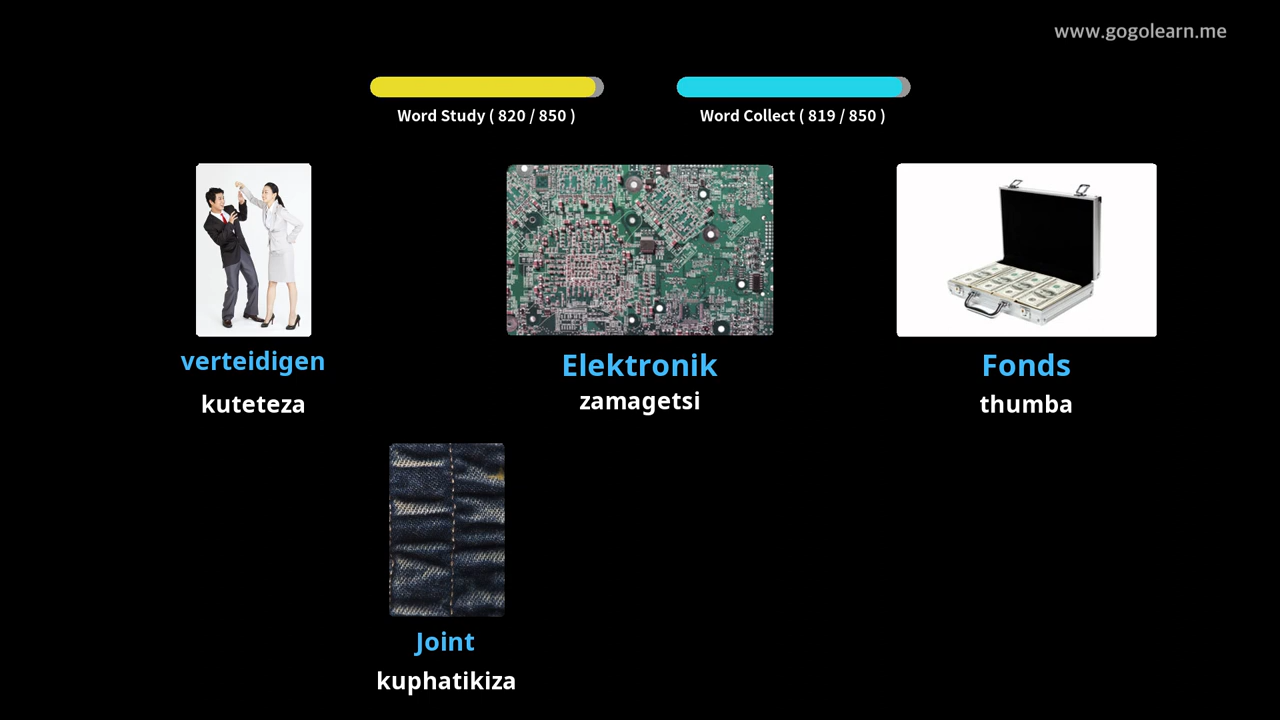 www.gogolearn.me
Word Study ( 820 / 850 )
Word Collect ( 819 / 850 )
verteidigen
kuteteza
Elektronik
zamagetsi
Fonds
thumba
Joint
kuphatikiza